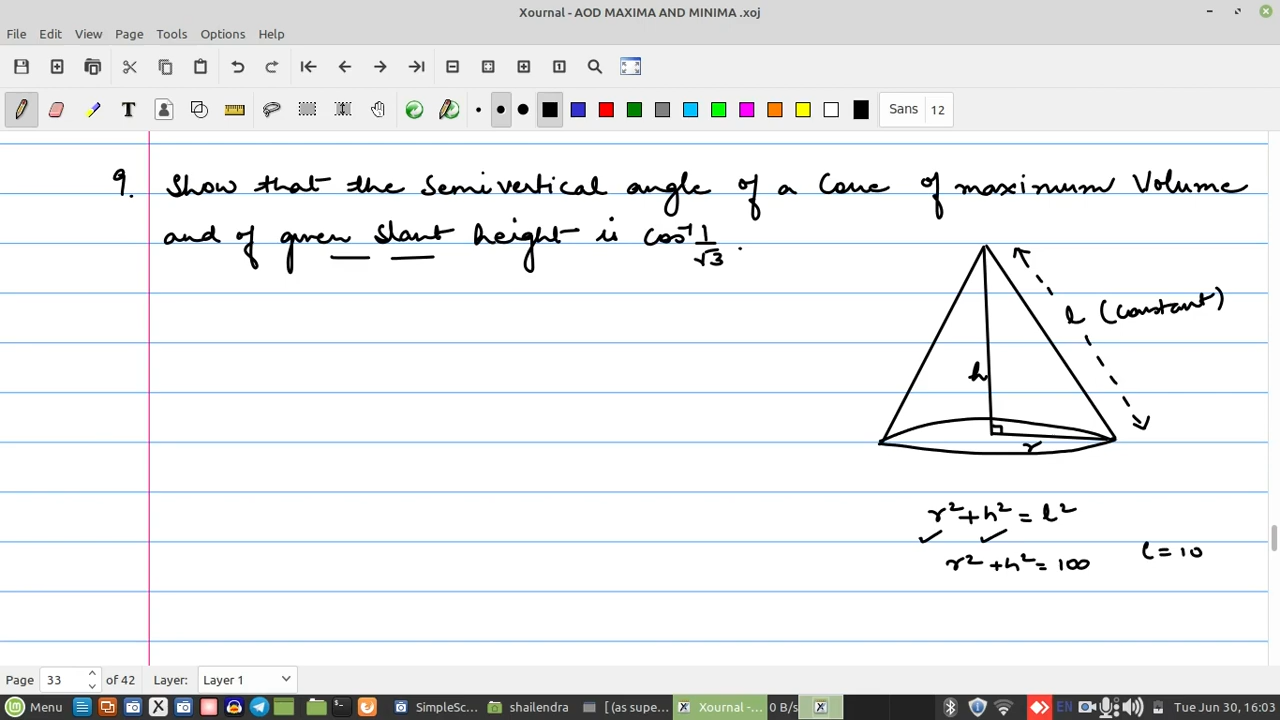 Xournal - AOD MAXIMA AND MINIMA .xoj
File Edit View Page Tools Options Help
Sans 12
9. Show that the semivertical angle of a cone of maximum volume
and of given slant height is cos⁻¹ 1/√3 .
l (constant)
h
r
r² + h² = l²
r² + h² = 100 l = 10
Page 33 of 42 Layer: Layer 1
Menu SimpleSc... shailendra [(as supe... Xournal -... 0 B/s EN Tue Jun 30, 16:03